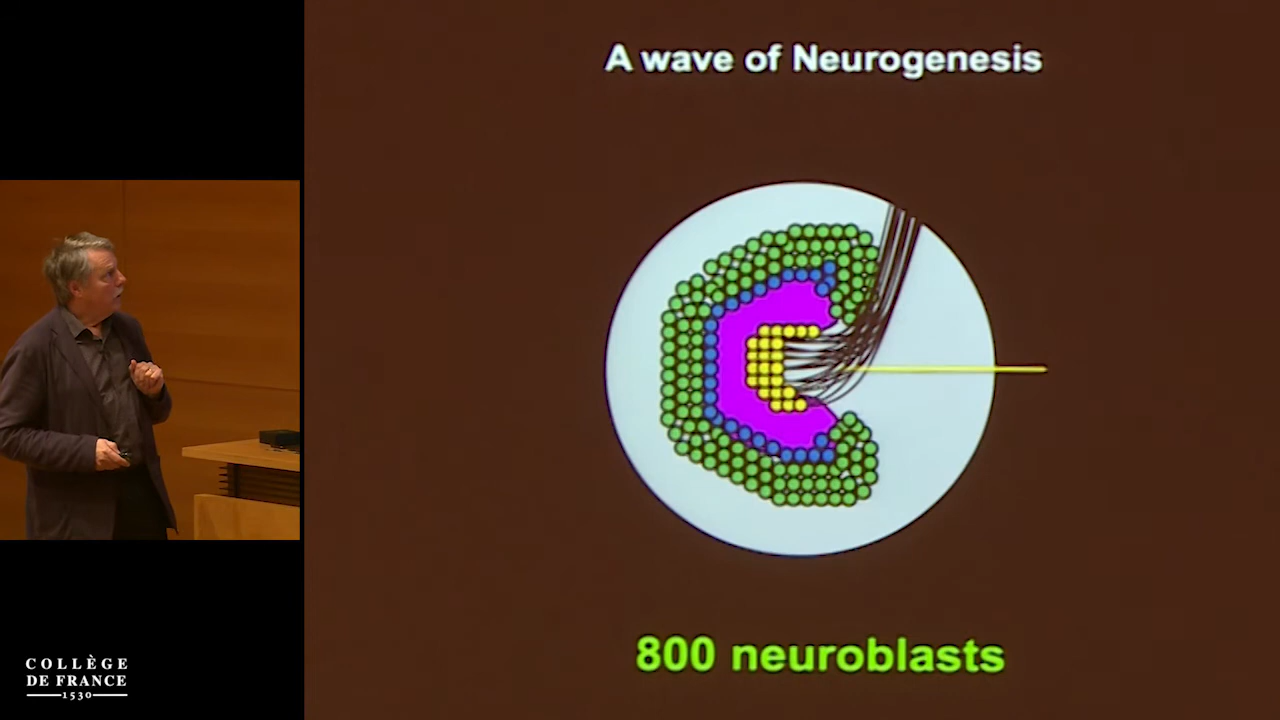 A wave of Neurogenesis
800 neuroblasts
COLLÈGE
DE FRANCE
1530